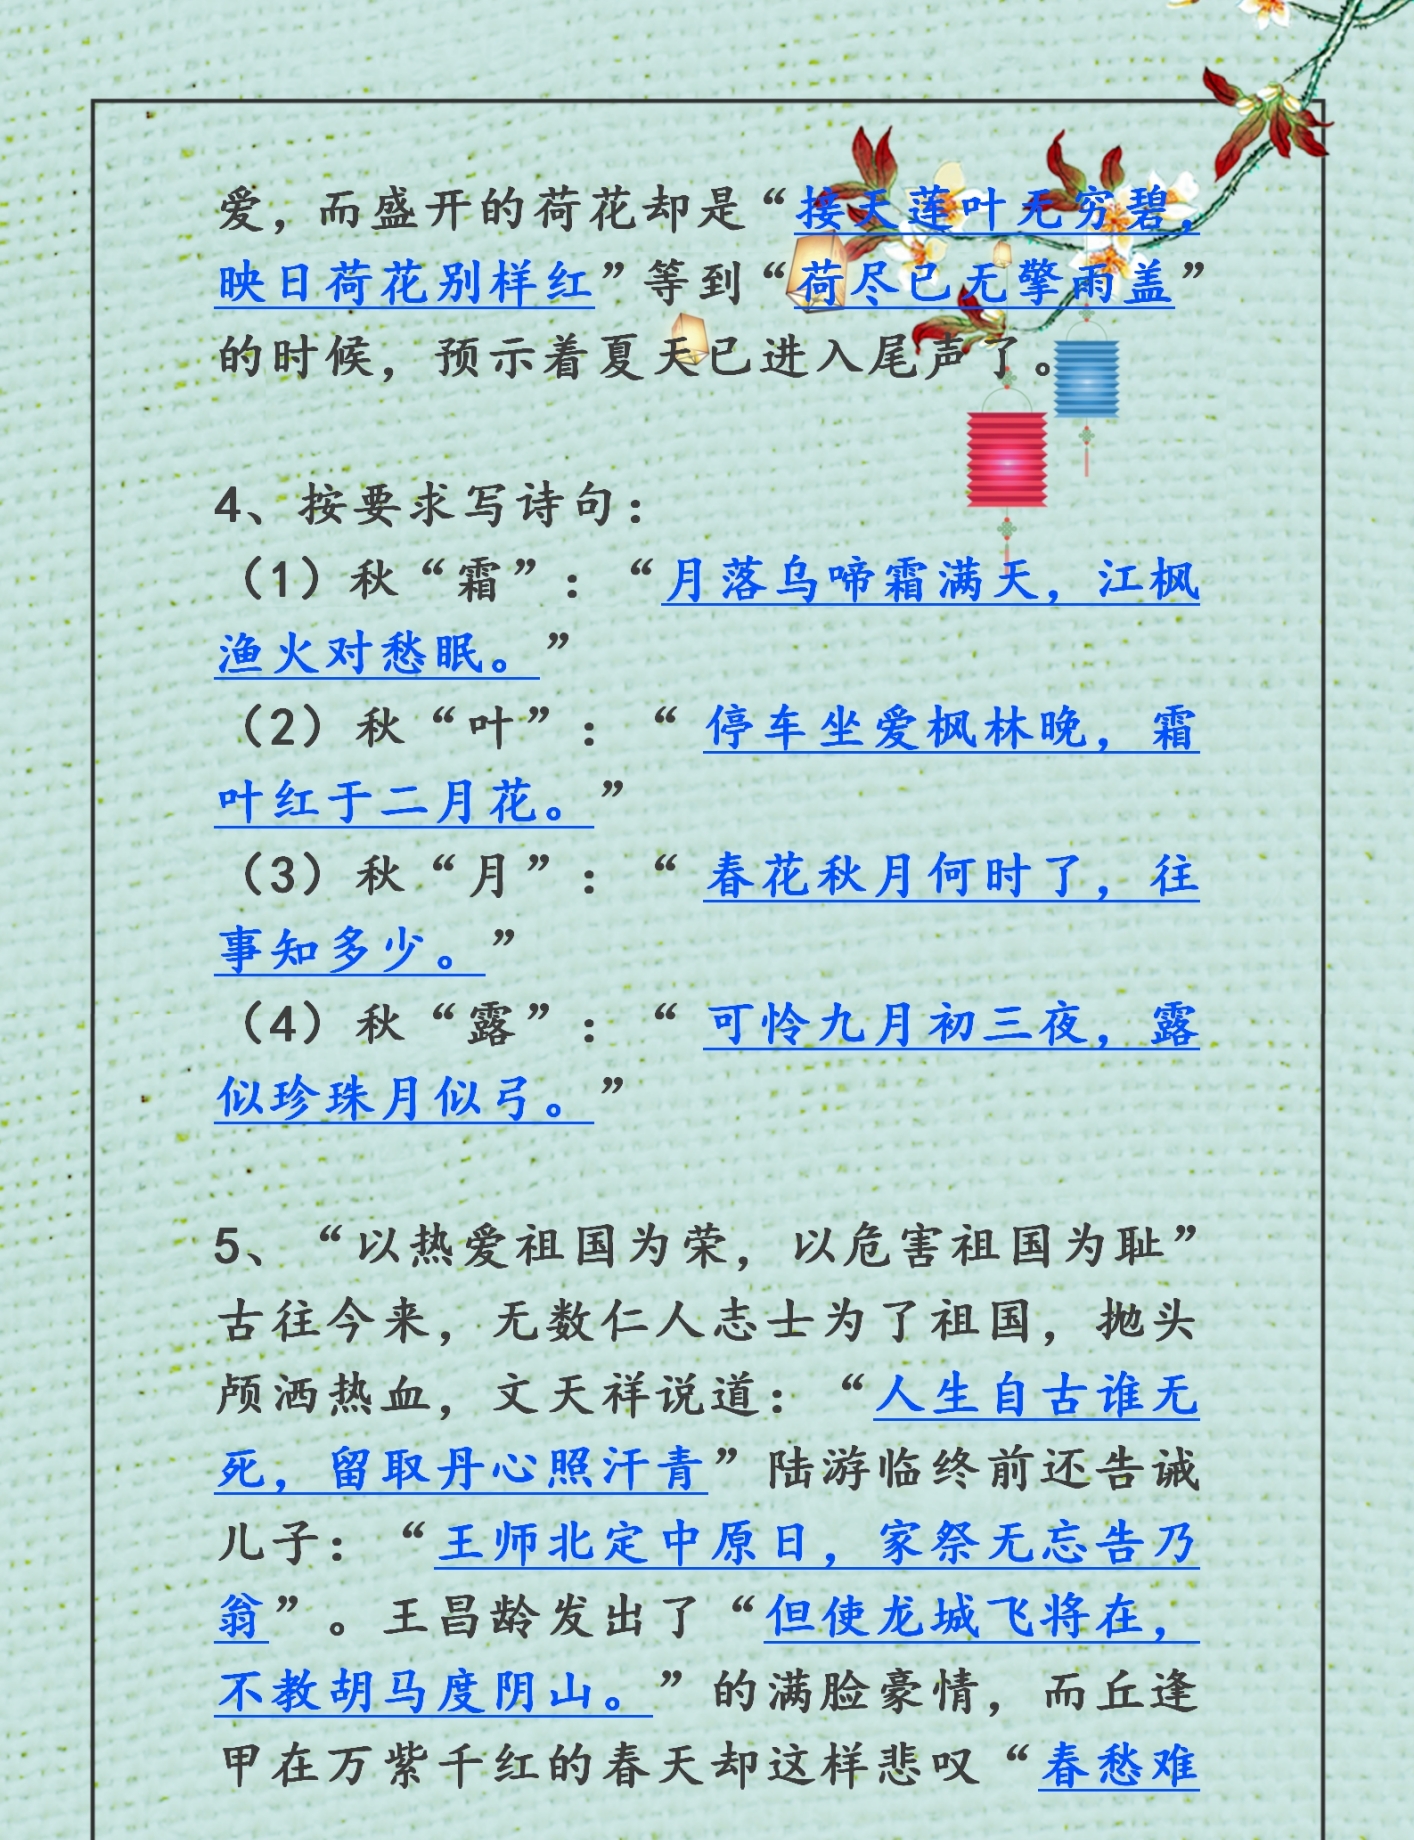 爱，而盛开的荷花却是“接天莲叶无穷碧，
映日荷花别样红”等到“荷尽已无擎雨盖”
的时候，预示着夏天已进入尾声了。
4、按要求写诗句：
（1）秋“霜”：“月落乌啼霜满天，江枫
渔火对愁眠。”
（2）秋“叶”：“停车坐爱枫林晚，霜
叶红于二月花。”
（3）秋“月”：“春花秋月何时了，往
事知多少。”
（4）秋“露”：“可怜九月初三夜，露
似珍珠月似弓。”
5、“以热爱祖国为荣，以危害祖国为耻”
古往今来，无数仁人志士为了祖国，抛头
颅洒热血，文天祥说道：“人生自古谁无
死，留取丹心照汗青”陆游临终前还告诫
儿子：“王师北定中原日，家祭无忘告乃
翁”。王昌龄发出了“但使龙城飞将在，
不教胡马度阴山。”的满脸豪情，而丘逢
甲在万紫千红的春天却这样悲叹“春愁难